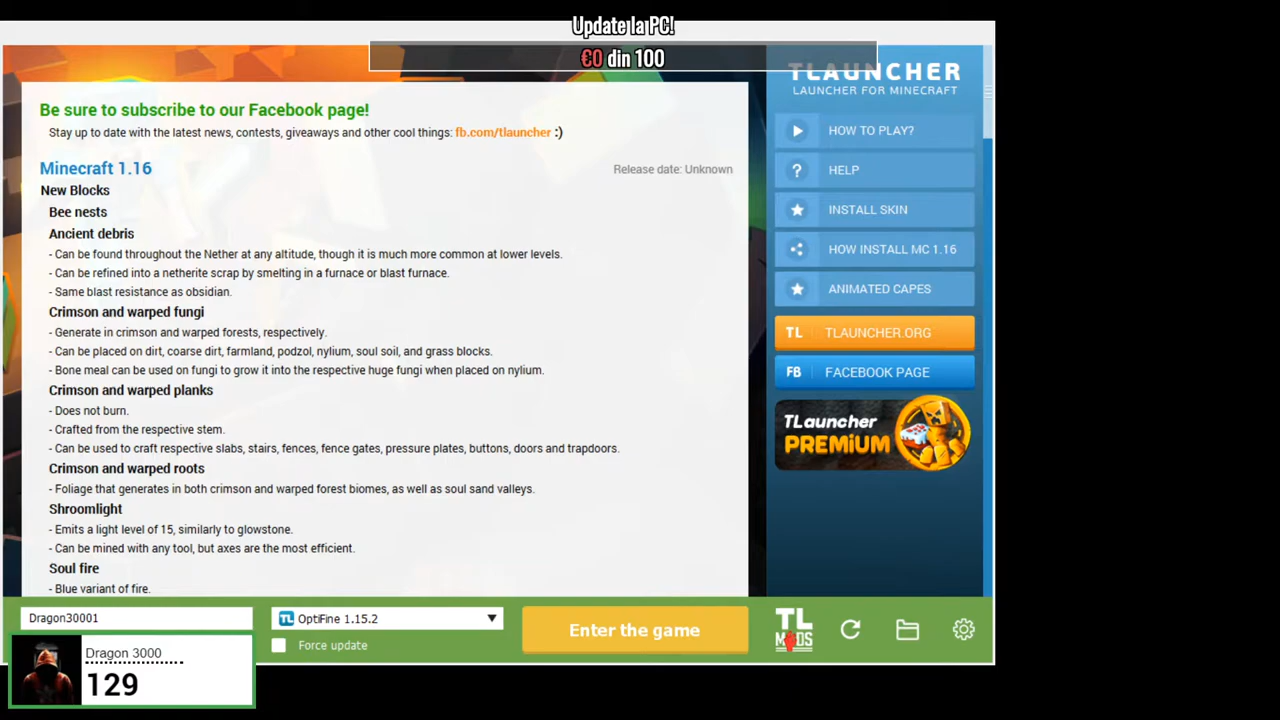 Update la PC!
€0 din 100
TLAUNCHER
LAUNCHER FOR MINECRAFT
Be sure to subscribe to our Facebook page!
Stay up to date with the latest news, contests, giveaways and other cool things: fb.com/tlauncher :)
Minecraft 1.16
Release date: Unknown
New Blocks
Bee nests
Ancient debris
- Can be found throughout the Nether at any altitude, though it is much more common at lower levels.
- Can be refined into a netherite scrap by smelting in a furnace or blast furnace.
- Same blast resistance as obsidian.
Crimson and warped fungi
- Generate in crimson and warped forests, respectively.
- Can be placed on dirt, coarse dirt, farmland, podzol, nylium, soul soil, and grass blocks.
- Bone meal can be used on fungi to grow it into the respective huge fungi when placed on nylium.
Crimson and warped planks
- Does not burn.
- Crafted from the respective stem.
- Can be used to craft respective slabs, stairs, fences, fence gates, pressure plates, buttons, doors and trapdoors.
Crimson and warped roots
- Foliage that generates in both crimson and warped forest biomes, as well as soul sand valleys.
Shroomlight
- Emits a light level of 15, similarly to glowstone.
- Can be mined with any tool, but axes are the most efficient.
Soul fire
- Blue variant of fire.
HOW TO PLAY?
? HELP
INSTALL SKIN
HOW INSTALL MC 1.16
ANIMATED CAPES
TL TLAUNCHER.ORG
FB FACEBOOK PAGE
TLauncher
PREMIUM
Dragon30001
TL OptiFine 1.15.2
Force update
Enter the game
TL
MODS
Dragon 3000
129